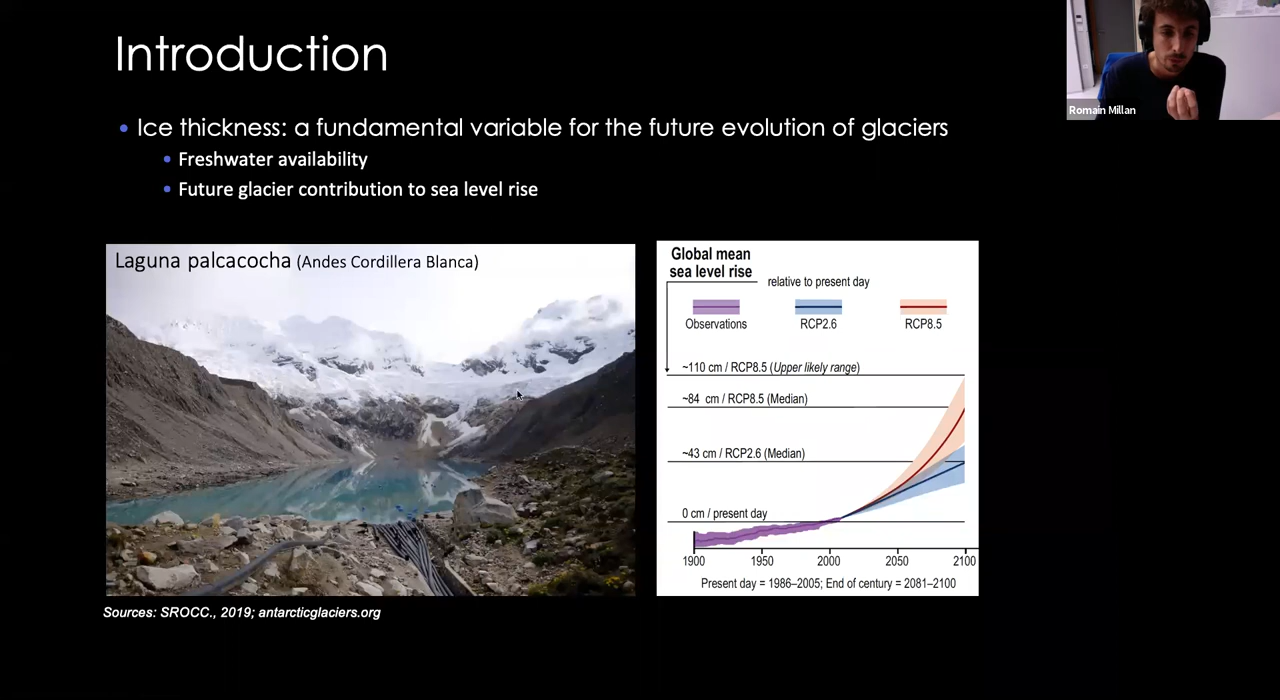 Introduction
Romain Millan
• Ice thickness: a fundamental variable for the future evolution of glaciers
• Freshwater availability
• Future glacier contribution to sea level rise
Laguna palcacocha (Andes Cordillera Blanca)
Global mean
sea level rise
relative to present day
Observations RCP2.6 RCP8.5
~110 cm / RCP8.5 (Upper likely range)
~84 cm / RCP8.5 (Median)
~43 cm / RCP2.6 (Median)
0 cm / present day
1900 1950 2000 2050 2100
Present day = 1986–2005; End of century = 2081–2100
Sources: SROCC., 2019; antarcticglaciers.org